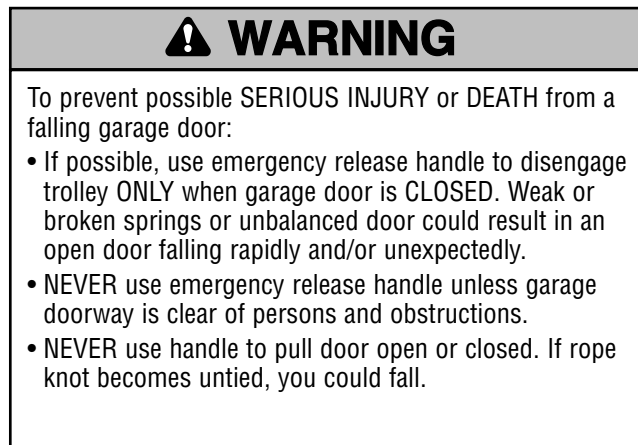 WARNING
To prevent possible SERIOUS INJURY or DEATH from a
falling garage door:
• If possible, use emergency release handle to disengage
trolley ONLY when garage door is CLOSED. Weak or
broken springs or unbalanced door could result in an
open door falling rapidly and/or unexpectedly.
• NEVER use emergency release handle unless garage
doorway is clear of persons and obstructions.
• NEVER use handle to pull door open or closed. If rope
knot becomes untied, you could fall.